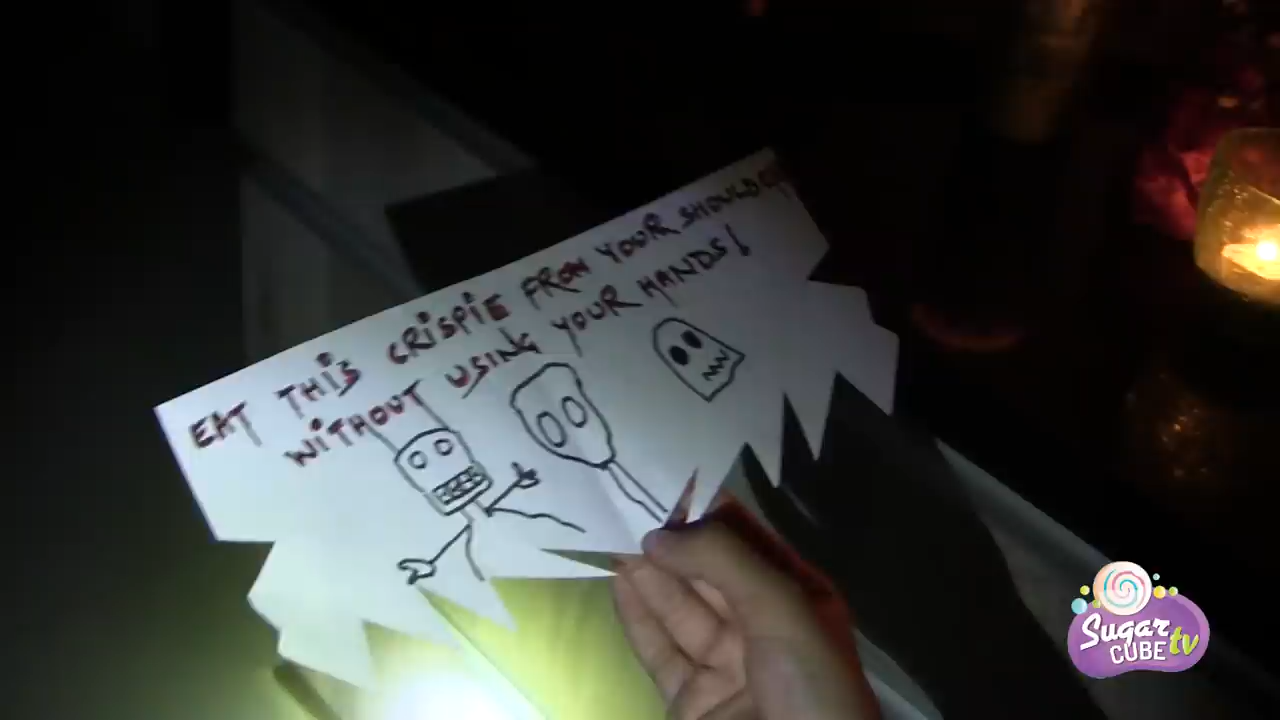 EAT THIS CRISPIE FROM YOUR SHOULDER
WITHOUT USING YOUR HANDS!
Sugar
CUBE tv